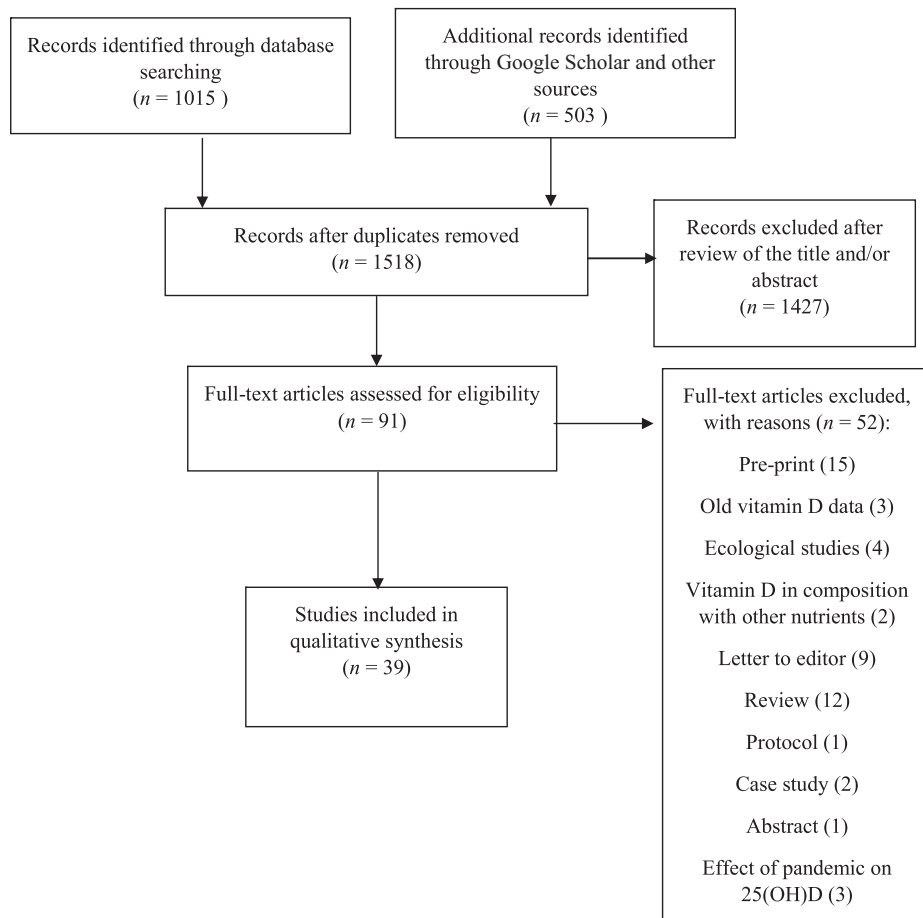 Records identified through database
searching
(n = 1015 )
Additional records identified
through Google Scholar and other
sources
(n = 503 )
Records after duplicates removed
(n = 1518)
Records excluded after
review of the title and/or
abstract
(n = 1427)
Full-text articles assessed for eligibility
(n = 91)
Full-text articles excluded,
with reasons (n = 52):
Pre-print (15)
Old vitamin D data (3)
Ecological studies (4)
Vitamin D in composition
with other nutrients (2)
Letter to editor (9)
Review (12)
Protocol (1)
Case study (2)
Abstract (1)
Effect of pandemic on
25(OH)D (3)
Studies included in
qualitative synthesis
(n = 39)